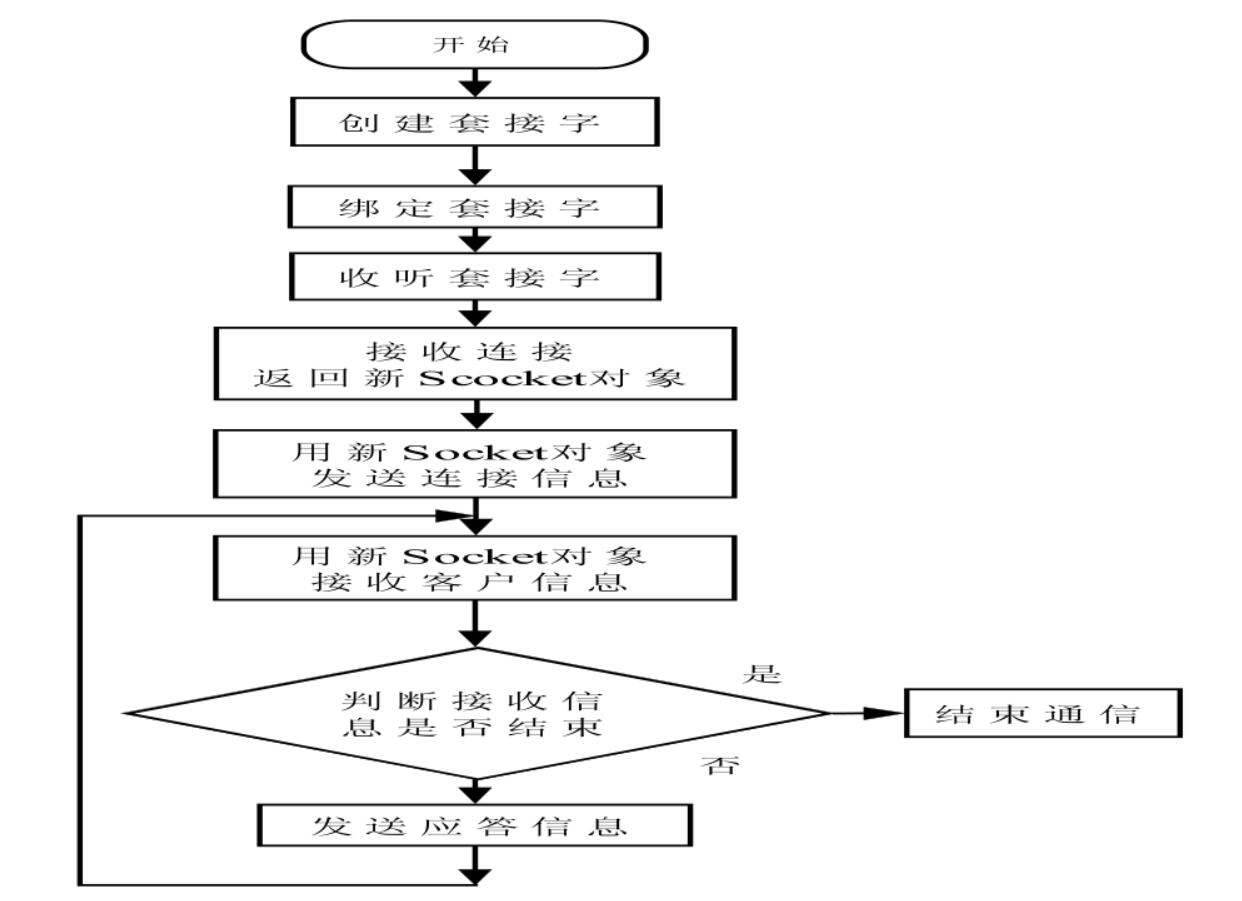 开始
创建套接字
绑定套接字
收听套接字
接收连接
返回新Scocket对象
用新Socket对象
发送连接信息
用新Socket对象
接收客户信息
判断接收信
息是否结束
是
结束通信
否
发送应答信息